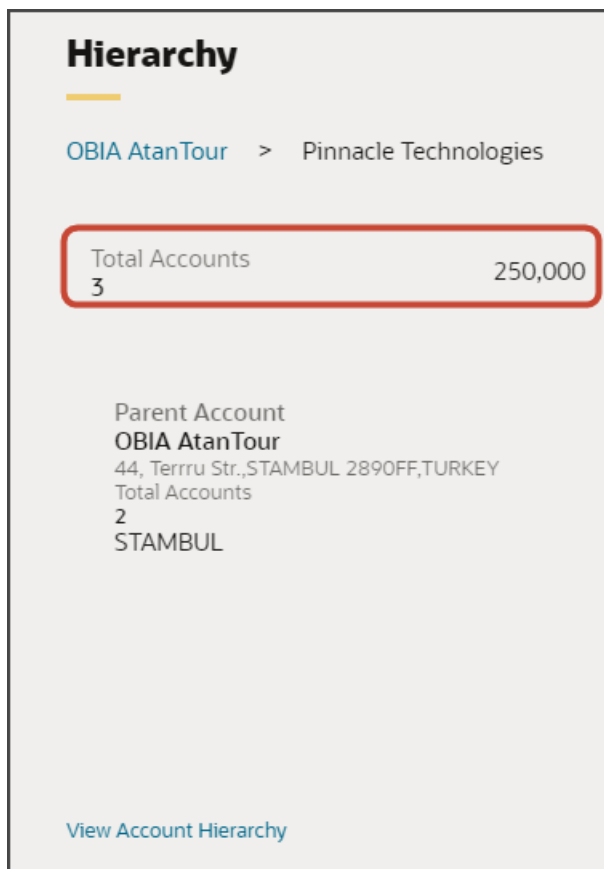 Hierarchy
OBIA AtanTour > Pinnacle Technologies
Total Accounts
3
250,000
Parent Account
OBIA AtanTour
44, Terrru Str.,STAMBUL 2890FF,TURKEY
Total Accounts
2
STAMBUL
View Account Hierarchy